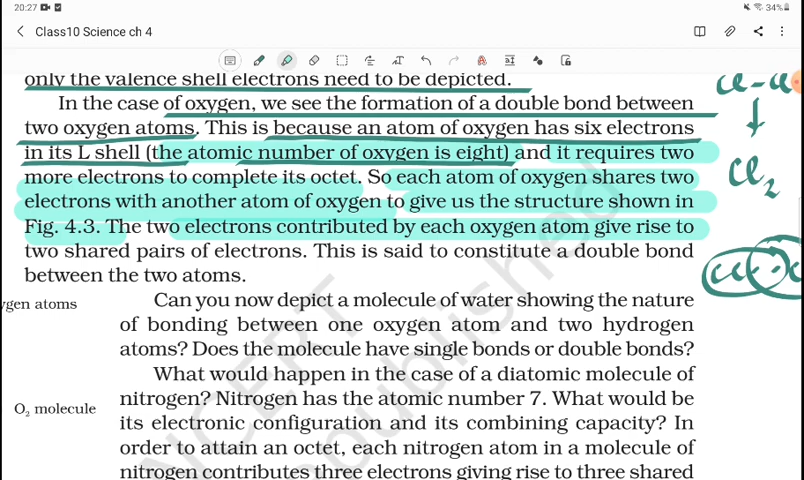 20:27
34%
Class10 Science ch 4
only the valence shell electrons need to be depicted.
In the case of oxygen, we see the formation of a double bond between
two oxygen atoms. This is because an atom of oxygen has six electrons
in its L shell (the atomic number of oxygen is eight) and it requires two
more electrons to complete its octet. So each atom of oxygen shares two
electrons with another atom of oxygen to give us the structure shown in
Fig. 4.3. The two electrons contributed by each oxygen atom give rise to
two shared pairs of electrons. This is said to constitute a double bond
between the two atoms.
Cl2
Can you now depict a molecule of water showing the nature
ygen atoms
of bonding between one oxygen atom and two hydrogen
atoms? Does the molecule have single bonds or double bonds?
What would happen in the case of a diatomic molecule of
nitrogen? Nitrogen has the atomic number 7. What would be
O₂ molecule
its electronic configuration and its combining capacity? In
order to attain an octet, each nitrogen atom in a molecule of
nitrogen contributes three electrons giving rise to three shared
NCERT
republished